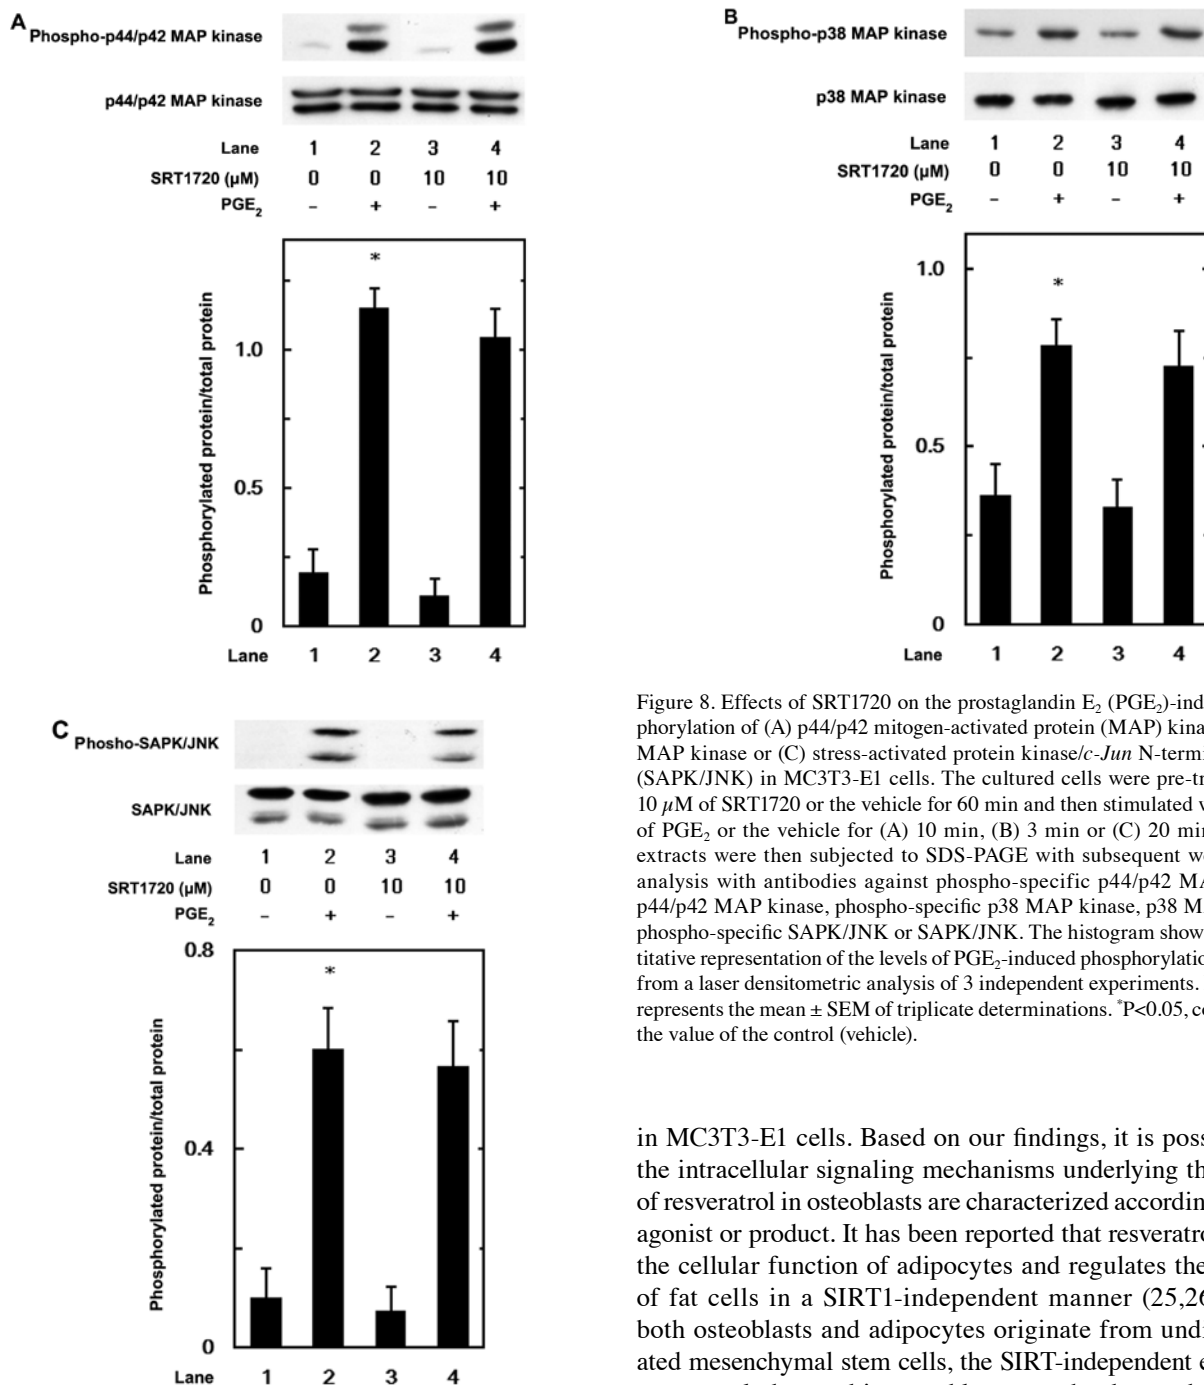 A
Phospho-p44/p42 MAP kinase
p44/p42 MAP kinase
Lane 1 2 3 4
SRT1720 (µM) 0 0 10 10
PGE2 – + – +
*
Phosphorylated protein/total protein
1.0
0.5
0
Lane 1 2 3 4
B
Phospho-p38 MAP kinase
p38 MAP kinase
Lane 1 2 3 4
SRT1720 (µM) 0 0 10 10
PGE2 – + – +
*
Phosphorylated protein/total protein
1.0
0.5
0
Lane 1 2 3 4
C
Phosho-SAPK/JNK
SAPK/JNK
Lane 1 2 3 4
SRT1720 (µM) 0 0 10 10
PGE2 – + – +
*
Phosphorylated protein/total protein
0.8
0.4
0
Lane 1 2 3 4
Figure 8. Effects of SRT1720 on the prostaglandin E2 (PGE2)-ind
phorylation of (A) p44/p42 mitogen-activated protein (MAP) kina
MAP kinase or (C) stress-activated protein kinase/c-Jun N-termi
(SAPK/JNK) in MC3T3-E1 cells. The cultured cells were pre-tr
10 µM of SRT1720 or the vehicle for 60 min and then stimulated
of PGE2 or the vehicle for (A) 10 min, (B) 3 min or (C) 20 min
extracts were then subjected to SDS-PAGE with subsequent we
analysis with antibodies against phospho-specific p44/p42 MA
p44/p42 MAP kinase, phospho-specific p38 MAP kinase, p38 M
phospho-specific SAPK/JNK or SAPK/JNK. The histogram show
titative representation of the levels of PGE2-induced phosphorylatio
from a laser densitometric analysis of 3 independent experiments.
represents the mean ± SEM of triplicate determinations. *P<0.05, co
the value of the control (vehicle).
in MC3T3-E1 cells. Based on our findings, it is poss
the intracellular signaling mechanisms underlying th
of resveratrol in osteoblasts are characterized accordin
agonist or product. It has been reported that resveratro
the cellular function of adipocytes and regulates the
of fat cells in a SIRT1-independent manner (25,26
both osteoblasts and adipocytes originate from undi
ated mesenchymal stem cells, the SIRT-independent e